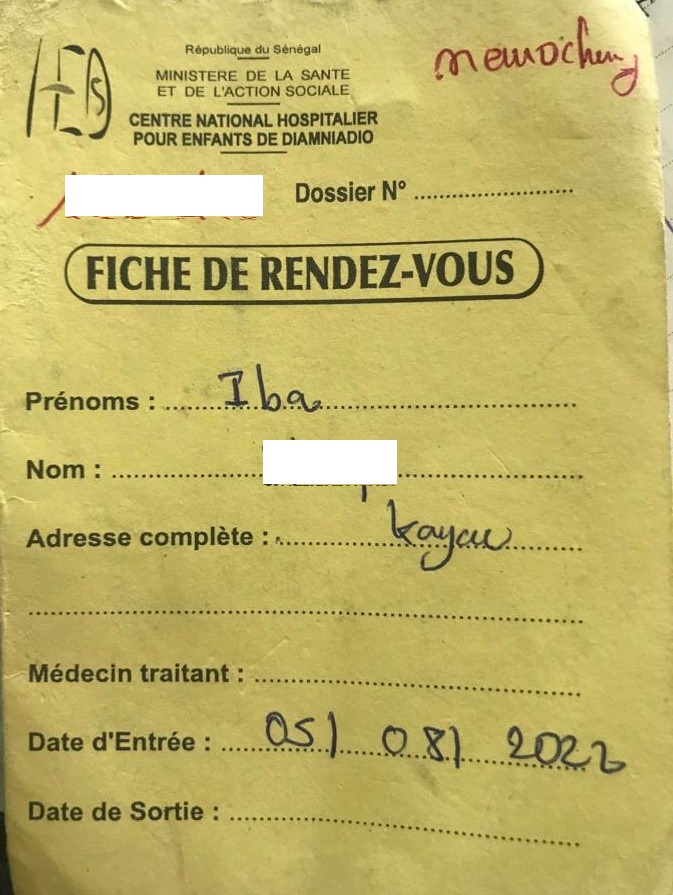 République du Sénégal
neurochirg
MINISTERE DE LA SANTE
ET DE L'ACTION SOCIALE
CENTRE NATIONAL HOSPITALIER
POUR ENFANTS DE DIAMNIADIO
Dossier N° ..............................
FICHE DE RENDEZ-VOUS
Prénoms : Iba
Nom :
Adresse complète : Kayar
Médecin traitant :
Date d'Entrée : 05/ 08/ 2022
Date de Sortie :